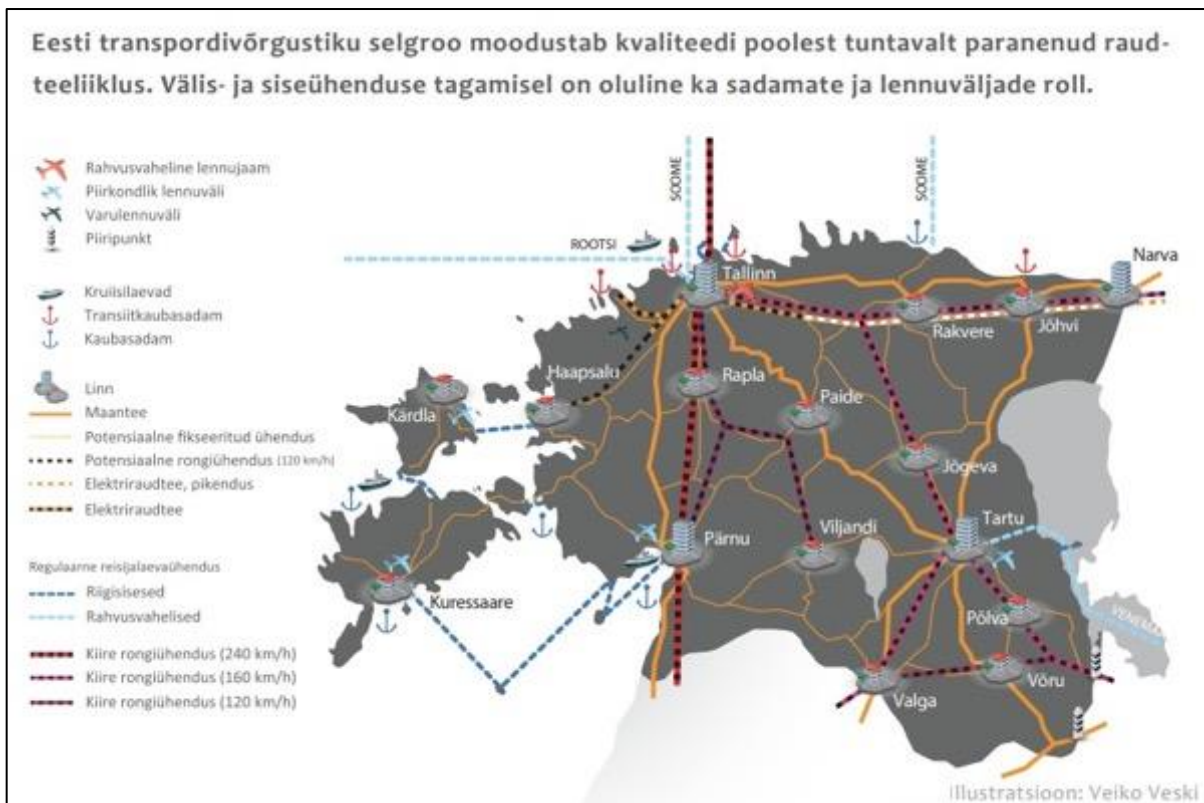 Eesti transpordivõrgustiku selgroo moodustab kvaliteedi poolest tuntavalt paranenud raud-
teeliiklus. Välis- ja siseühenduse tagamisel on oluline ka sadamate ja lennuväljade roll.
Rahvusvaheline lennujaam
Piirkondlik lennuväli
Varulennuväli
Piiripunkt
Kruiisilaevad
Transiitkaubasadam
Kaubasadam
Linn
Maantee
Potensiaalne fikseeritud ühendus
Potensiaalne rongiühendus (120 km/h)
Elektriraudtee, pikendus
Elektriraudtee
Regulaarne reisijalaevaühendus
Riigisisesed
Rahvusvahelised
Kiire rongiühendus (240 km/h)
Kiire rongiühendus (160 km/h)
Kiire rongiühendus (120 km/h)
SOOME
SOOME
ROOTSI
Tallinn
Narva
Rakvere
Jõhvi
Haapsalu
Rapla
Paide
Kärdla
Jõgeva
Pärnu
Viljandi
Tartu
Kuressaare
Põlva
VENEMAA
Valga
Võru
Illustratsioon: Veiko Veski